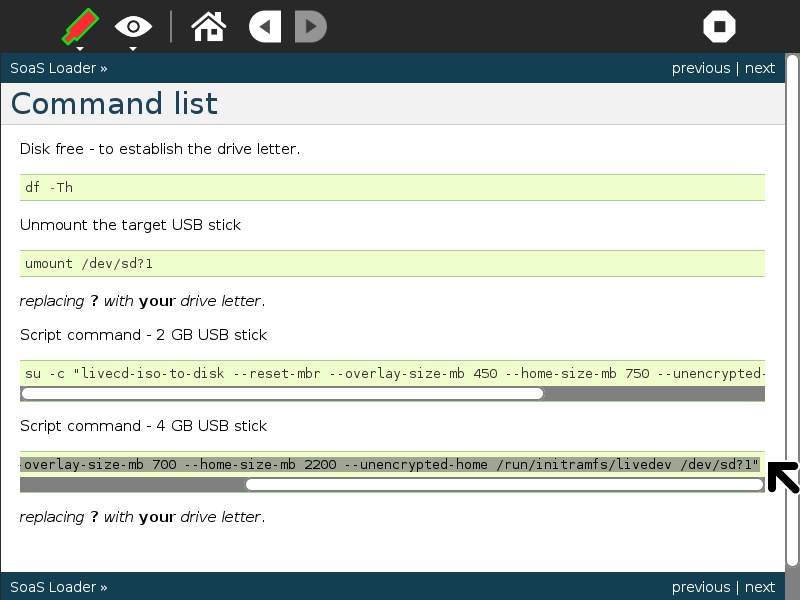 SoaS Loader »
previous | next
Command list
Disk free - to establish the drive letter.
df -Th
Unmount the target USB stick
umount /dev/sd?1
replacing ? with your drive letter.
Script command - 2 GB USB stick
su -c "livecd-iso-to-disk --reset-mbr --overlay-size-mb 450 --home-size-mb 750 --unencrypted-
Script command - 4 GB USB stick
-overlay-size-mb 700 --home-size-mb 2200 --unencrypted-home /run/initramfs/livedev /dev/sd?1"
replacing ? with your drive letter.
SoaS Loader »
previous | next